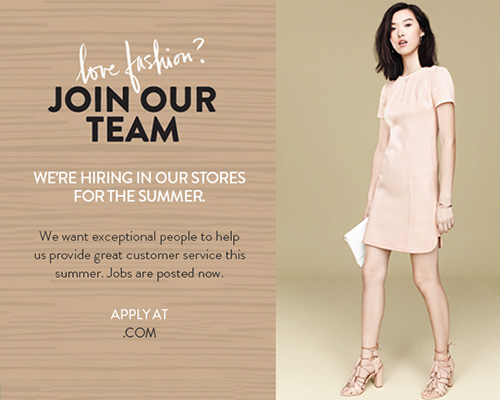 love fashion?
JOIN OUR
TEAM
WE'RE HIRING IN OUR STORES
FOR THE SUMMER.
We want exceptional people to help
us provide great customer service this
summer. Jobs are posted now.
APPLY AT
.COM